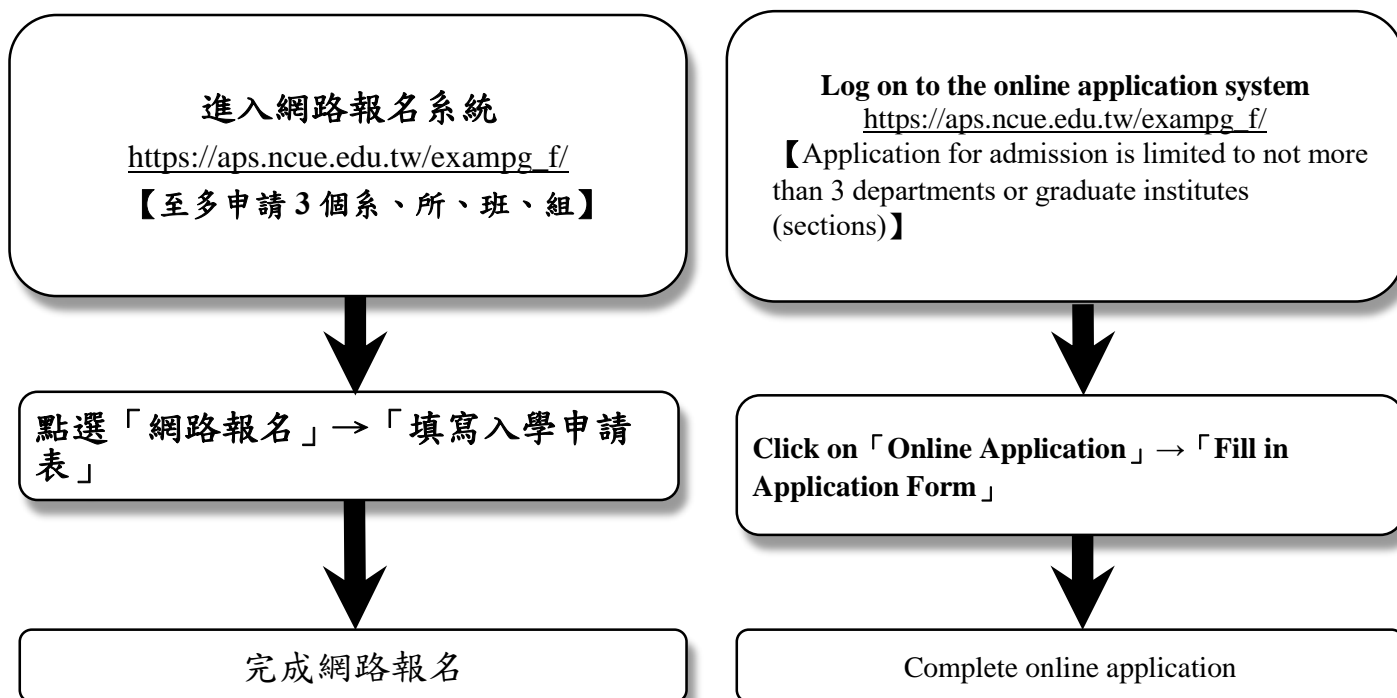 進入網路報名系統
https://aps.ncue.edu.tw/exampg_f/
【至多申請 3 個系、所、班、組】
點選「網路報名」→「填寫入學申請
表」
完成網路報名
Log on to the online application system
https://aps.ncue.edu.tw/exampg_f/
【Application for admission is limited to not more
than 3 departments or graduate institutes
(sections)】
Click on「Online Application」→「Fill in
Application Form」
Complete online application